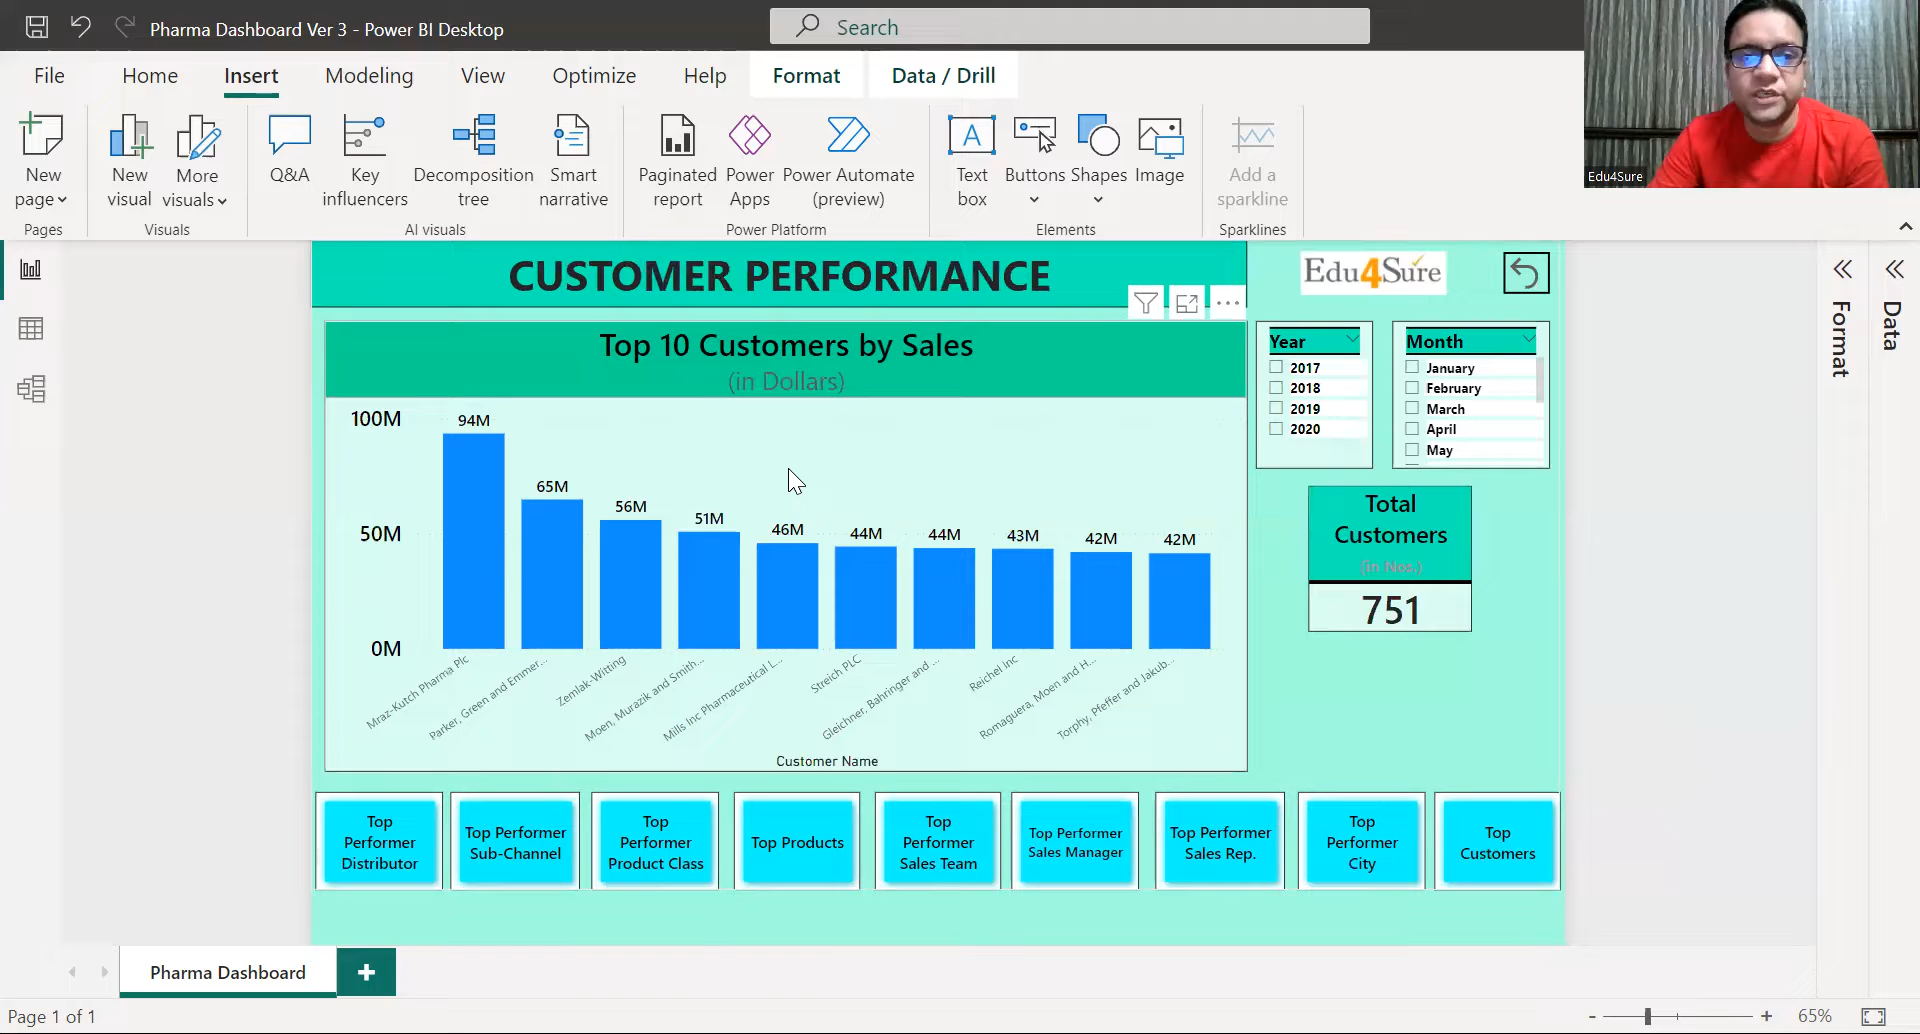 Pharma Dashboard Ver 3 - Power BI Desktop
Search
File Home Insert Modeling View Optimize Help Format Data / Drill
New page
New visual
More visuals
Q&A
Key influencers
Decomposition tree
Smart narrative
Paginated report
Power Apps
Power Automate (preview)
Text box
Buttons
Shapes
Image
Add a sparkline
Pages
Visuals
AI visuals
Power Platform
Elements
Sparklines
Edu4Sure
CUSTOMER PERFORMANCE
Edu4Sure
Top 10 Customers by Sales
(in Dollars)
100M
50M
0M
94M
65M
56M
51M
46M
44M
44M
43M
42M
42M
Mraz-Kutch Pharma Plc
Parker, Green and Emmer...
Zemlak-Witting
Moen, Murazik and Smith...
Mills Inc Pharmaceutical L...
Streich PLC
Gleichner, Bahringer and ...
Reichel Inc
Romaguera, Moen and H...
Torphy, Pfeffer and Jakub...
Customer Name
Year
2017
2018
2019
2020
Month
January
February
March
April
May
Total
Customers
(in Nos.)
751
Format
Data
Top
Performer
Distributor
Top Performer
Sub-Channel
Top
Performer
Product Class
Top Products
Top
Performer
Sales Team
Top Performer
Sales Manager
Top Performer
Sales Rep.
Top
Performer
City
Top
Customers
Pharma Dashboard
+
Page 1 of 1
- + 65%